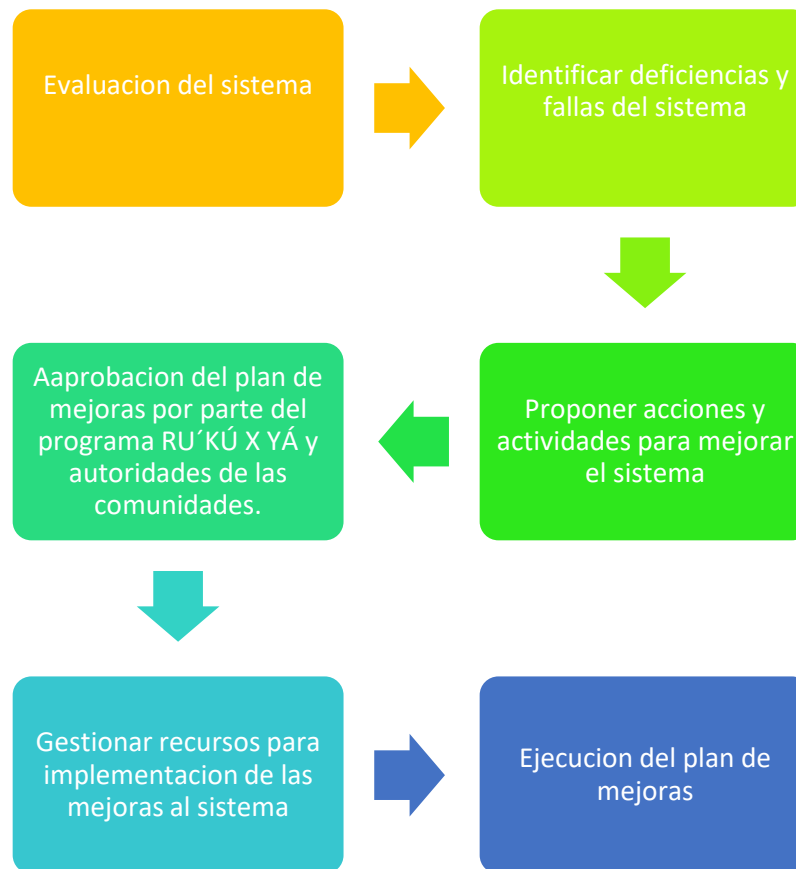 Evaluacion del sistema
Identificar deficiencias y
fallas del sistema
Proponer acciones y
actividades para mejorar
el sistema
Aaprobacion del plan de
mejoras por parte del
programa RU´KÚ X YÁ y
autoridades de las
comunidades.
Gestionar recursos para
implementacion de las
mejoras al sistema
Ejecucion del plan de
mejoras